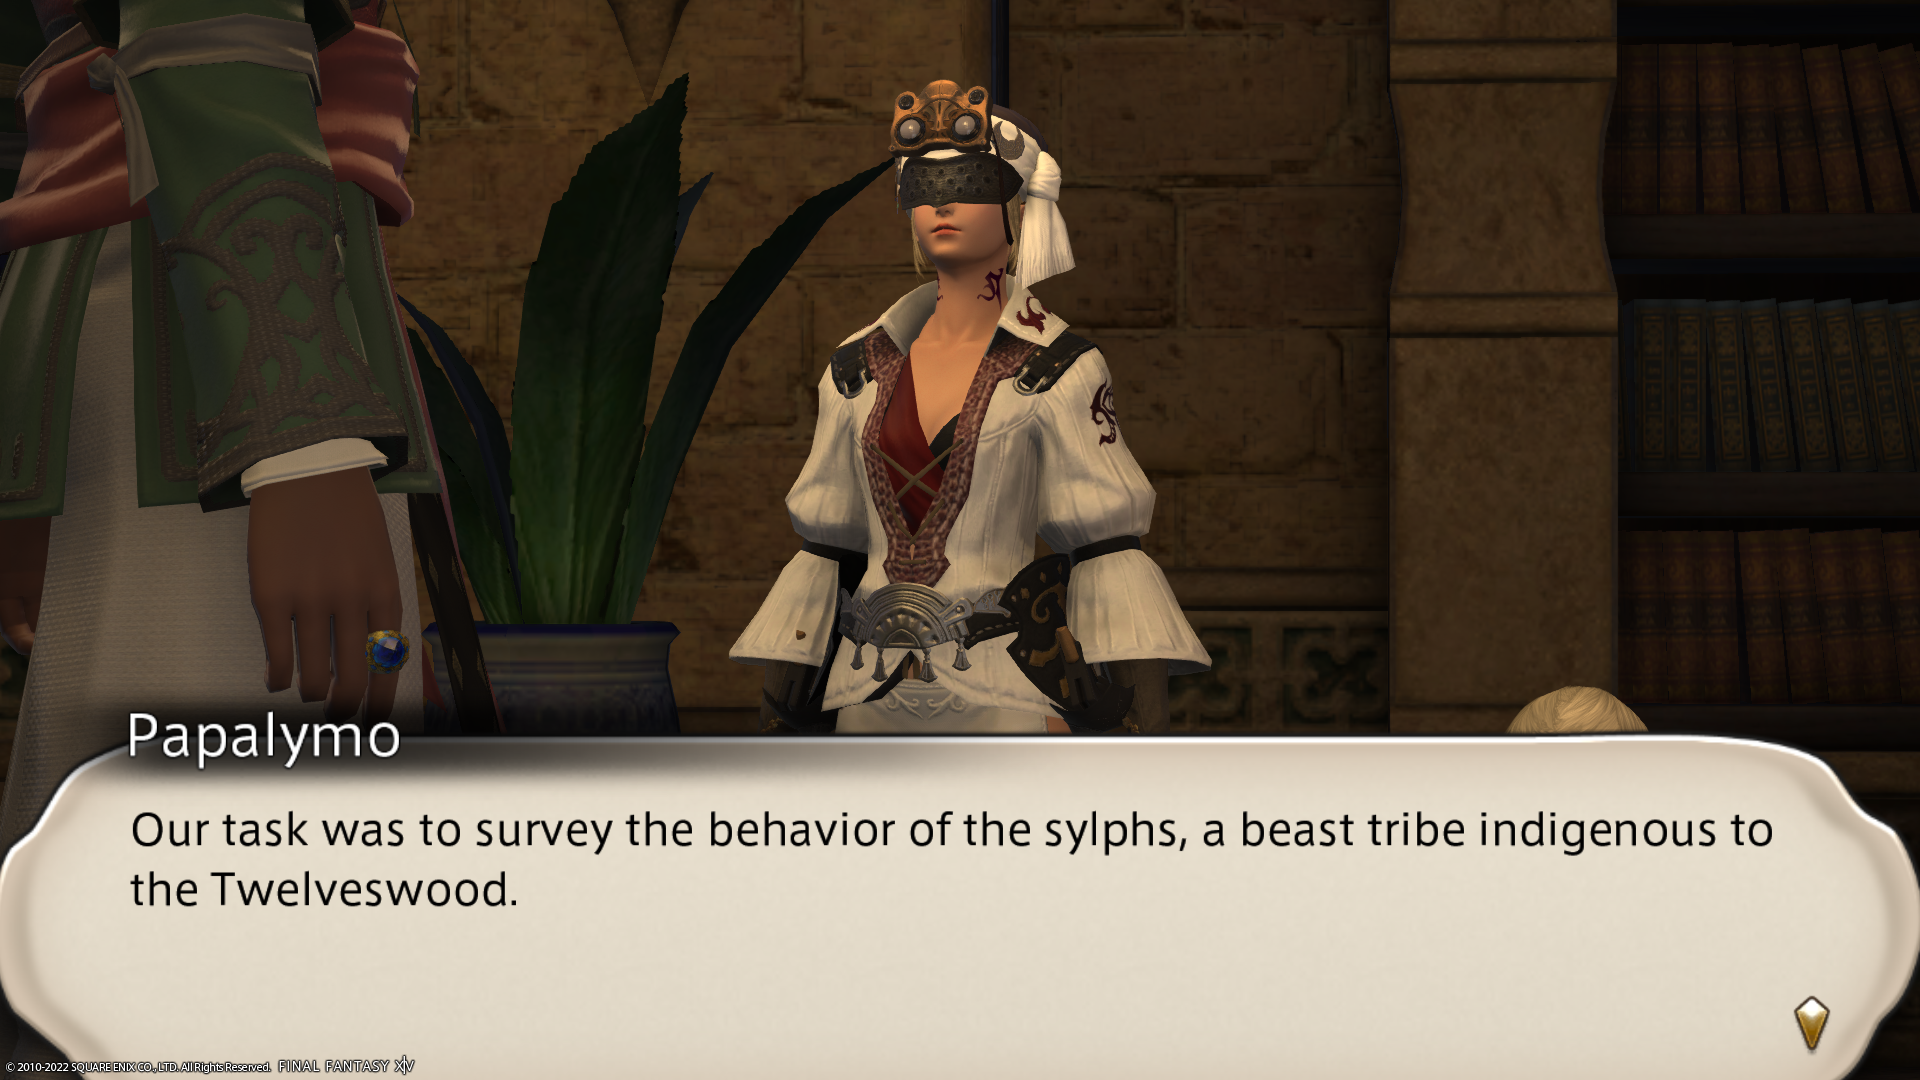 Papalymo
Our task was to survey the behavior of the sylphs, a beast tribe indigenous to
the Twelveswood.
© 2010-2022 SQUARE ENIX CO., LTD. All Rights Reserved. FINAL FANTASY XIV